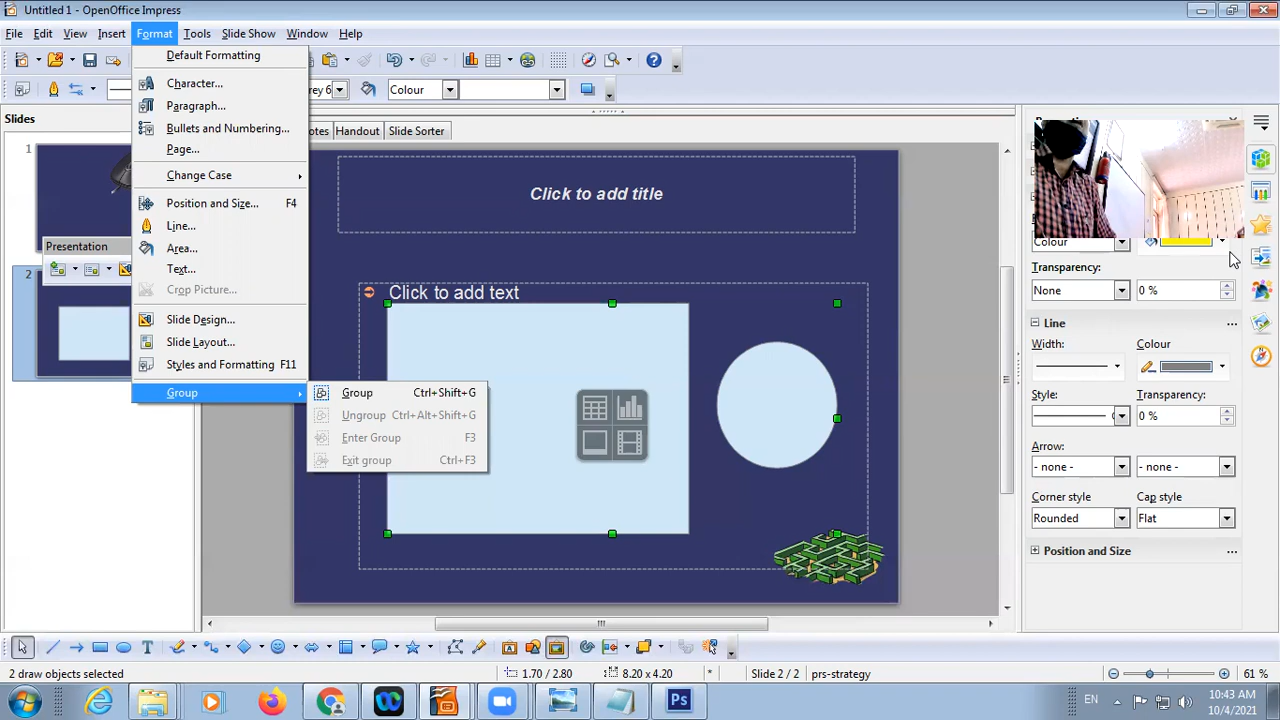 Untitled 1 - OpenOffice Impress
File Edit View Insert Format Tools Slide Show Window Help
Default Formatting
Character...
Paragraph...
Bullets and Numbering...
Page...
Change Case
Position and Size... F4
Line...
Area...
Text...
Crop Picture...
Slide Design...
Slide Layout...
Styles and Formatting F11
Group
Group Ctrl+Shift+G
Ungroup Ctrl+Alt+Shift+G
Enter Group F3
Exit group Ctrl+F3
rey 6 Colour
Slides
1
2
Presentation
otes Handout Slide Sorter
Click to add title
Click to add text
Colour
Transparency:
None 0 %
Line
Width: Colour
Style: Transparency:
0 %
Arrow:
- none - - none -
Corner style Cap style
Rounded Flat
Position and Size
2 draw objects selected 1.70 / 2.80 8.20 x 4.20 * Slide 2 / 2 prs-strategy 61 %
Ps
EN
10:43 AM
10/4/2021